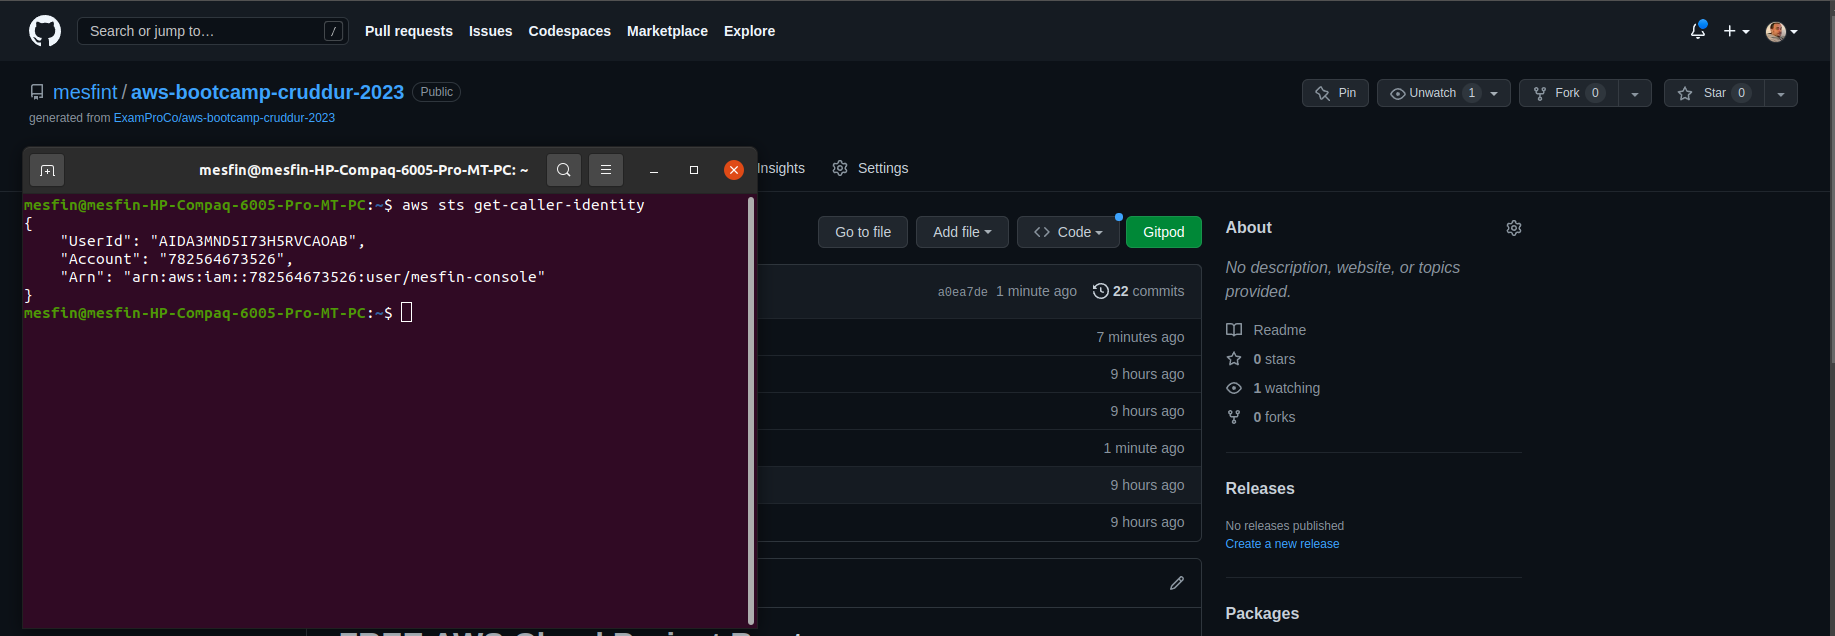 Search or jump to…
/
Pull requests Issues Codespaces Marketplace Explore
mesfint / aws-bootcamp-cruddur-2023 Public
generated from ExamProCo/aws-bootcamp-cruddur-2023
Pin
Unwatch 1
Fork 0
Star 0
Insights
Settings
mesfin@mesfin-HP-Compaq-6005-Pro-MT-PC: ~
mesfin@mesfin-HP-Compaq-6005-Pro-MT-PC:~$ aws sts get-caller-identity
{
"UserId": "AIDA3MND5I73H5RVCAOAB",
"Account": "782564673526",
"Arn": "arn:aws:iam::782564673526:user/mesfin-console"
}
mesfin@mesfin-HP-Compaq-6005-Pro-MT-PC:~$
Go to file
Add file
Code
Gitpod
a0ea7de 1 minute ago 22 commits
7 minutes ago
9 hours ago
9 hours ago
1 minute ago
9 hours ago
9 hours ago
About
No description, website, or topics
provided.
Readme
0 stars
1 watching
0 forks
Releases
No releases published
Create a new release
Packages